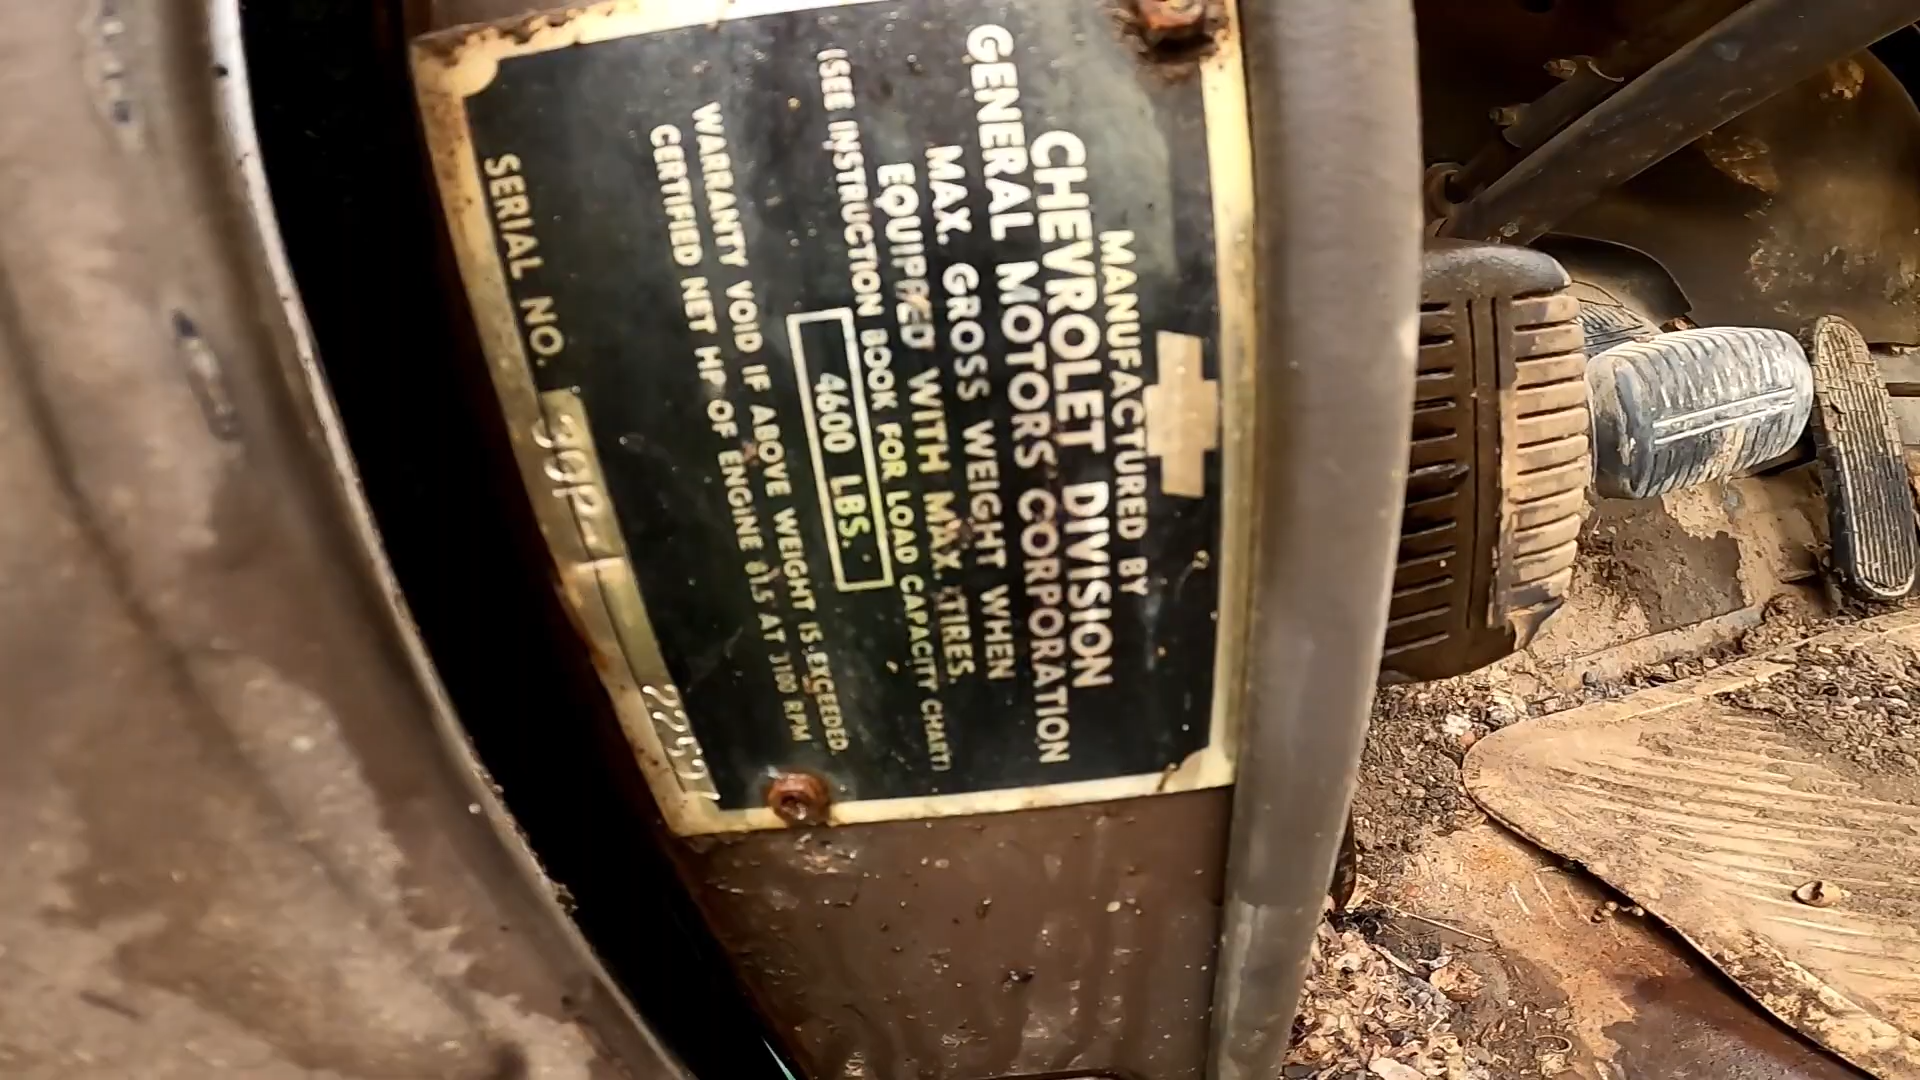 MANUFACTURED BY
CHEVROLET DIVISION
GENERAL MOTORS CORPORATION
MAX. GROSS WEIGHT WHEN
EQUIPPED WITH MAX. TIRES.
(SEE INSTRUCTION BOOK FOR LOAD CAPACITY CHART)
4600 LBS.
WARRANTY VOID IF ABOVE WEIGHT IS EXCEEDED.
CERTIFIED NET HP OF ENGINE 81.5 AT 3100 RPM
SERIAL NO.